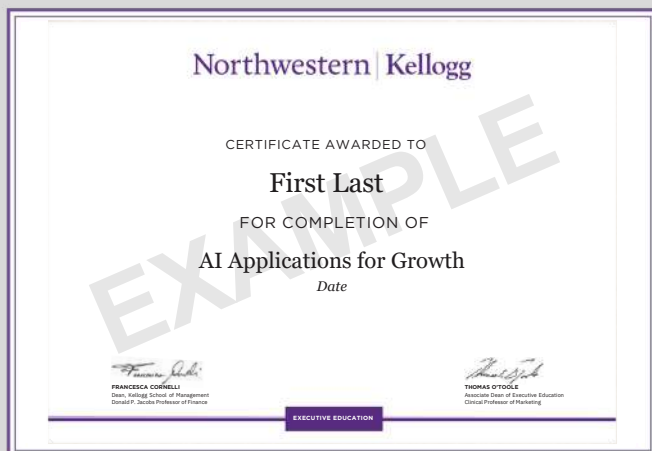 Northwestern | Kellogg
CERTIFICATE AWARDED TO
First Last
FOR COMPLETION OF
AI Applications for Growth
Date
EXAMPLE
FRANCESCA CORNELLI
Dean, Kellogg School of Management
Donald P. Jacobs Professor of Finance
THOMAS O'TOOLE
Associate Dean of Executive Education
Clinical Professor of Marketing
EXECUTIVE EDUCATION